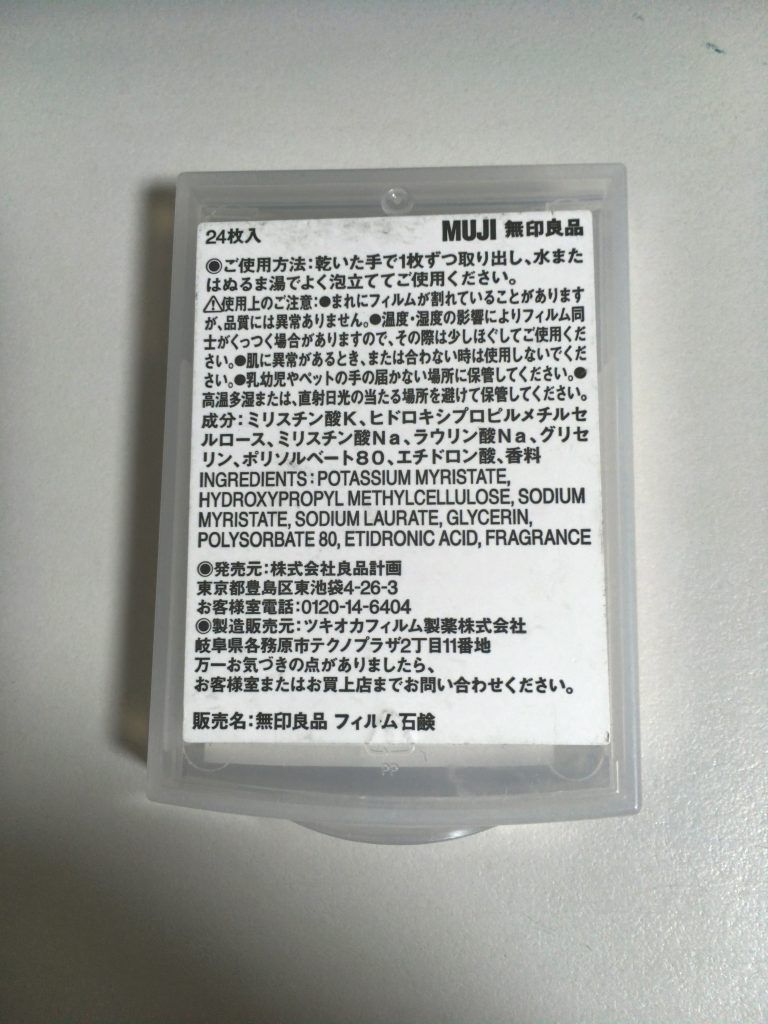 24枚入 MUJI 無印良品
◉ご使用方法：乾いた手で1枚ずつ取り出し、水また
はぬるま湯でよく泡立ててご使用ください。
⚠使用上のご注意：●まれにフィルムが割れていることがあります
が、品質には異常ありません。●温度・湿度の影響によりフィルム同
士がくっつく場合がありますので、その際は少しほぐしてご使用くだ
さい。●肌に異常があるとき、または合わない時は使用しないでくだ
さい。●乳幼児やペットの手の届かない場所に保管してください。●
高温多湿または、直射日光の当たる場所を避けて保管してください。
成分：ミリスチン酸K、ヒドロキシプロピルメチルセ
ルロース、ミリスチン酸Na、ラウリン酸Na、グリセ
リン、ポリソルベート80、エチドロン酸、香料
INGREDIENTS：POTASSIUM MYRISTATE,
HYDROXYPROPYL METHYLCELLULOSE, SODIUM
MYRISTATE, SODIUM LAURATE, GLYCERIN,
POLYSORBATE 80, ETIDRONIC ACID, FRAGRANCE
◉発売元：株式会社良品計画
東京都豊島区東池袋4-26-3
お客様室電話：0120-14-6404
◉製造販売元：ツキオカフィルム製薬株式会社
岐阜県各務原市テクノプラザ2丁目11番地
万一お気づきの点がありましたら、
お客様室またはお買上店までお問い合わせください。
販売名：無印良品 フィルム石鹸
PP